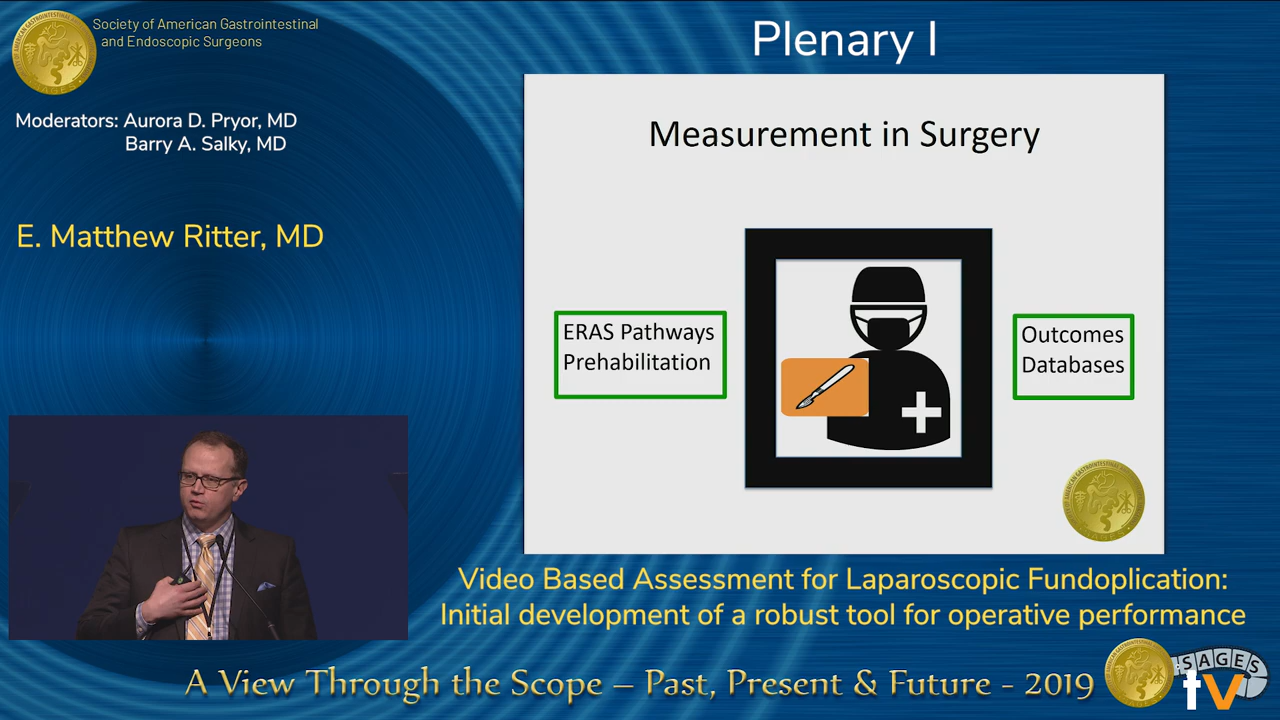 Society of American Gastrointestinal
and Endoscopic Surgeons
Plenary I
Moderators: Aurora D. Pryor, MD
Barry A. Salky, MD
E. Matthew Ritter, MD
Measurement in Surgery
ERAS Pathways
Prehabilitation
Outcomes
Databases
Video Based Assessment for Laparoscopic Fundoplication:
Initial development of a robust tool for operative performance
A View Through the Scope – Past, Present & Future - 2019
SAGES
tv